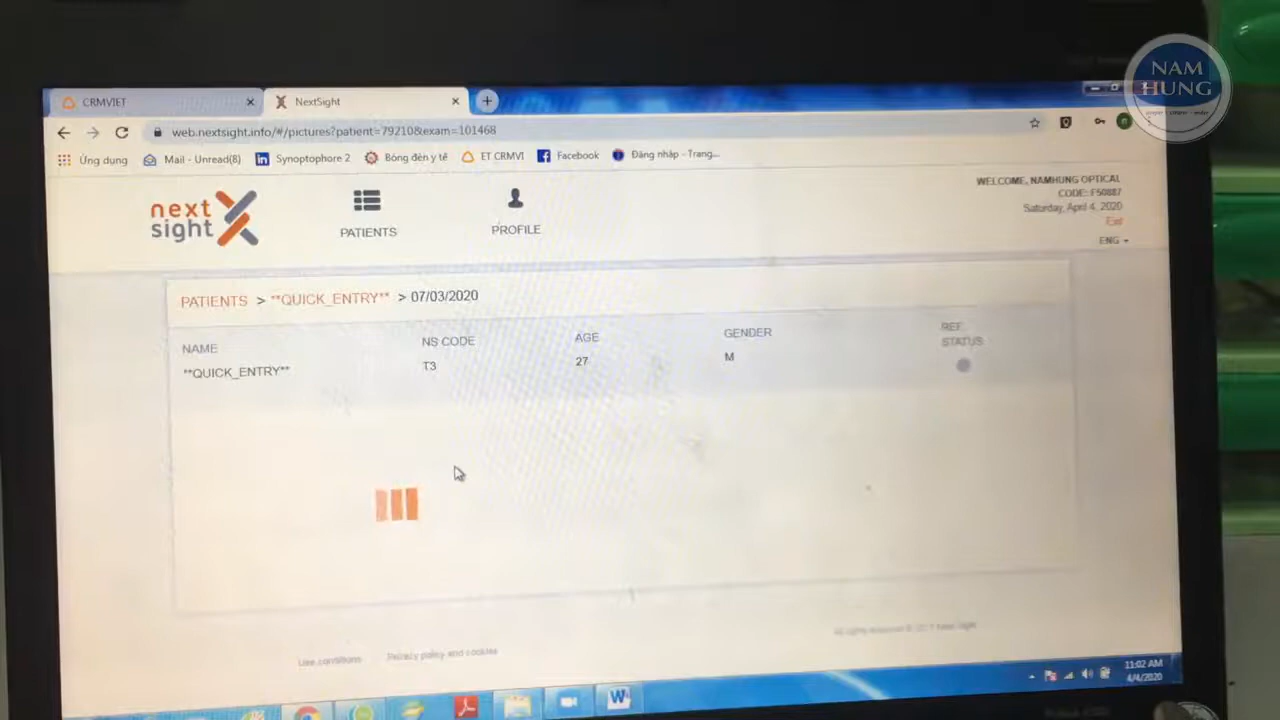 NAM
HUNG
CRMVIET
NextSight
web.nextsight.info/#/pictures?patient=79210&exam=101468
Ứng dụng
Mail - Unread(8)
Synoptophore 2
Bóng đèn y tế
ET CRMVI
Facebook
Đăng nhập - Trang...
next
sight
PATIENTS
PROFILE
WELCOME, NAMHUNG OPTICAL
CODE: F50887
Saturday, April 4, 2020
Exit
ENG
PATIENTS > **QUICK_ENTRY** > 07/03/2020
NAME
NS CODE
AGE
GENDER
REF. STATUS
**QUICK_ENTRY**
T3
27
M
Use conditions
Privacy policy and cookies
11:02 AM
4/4/2020